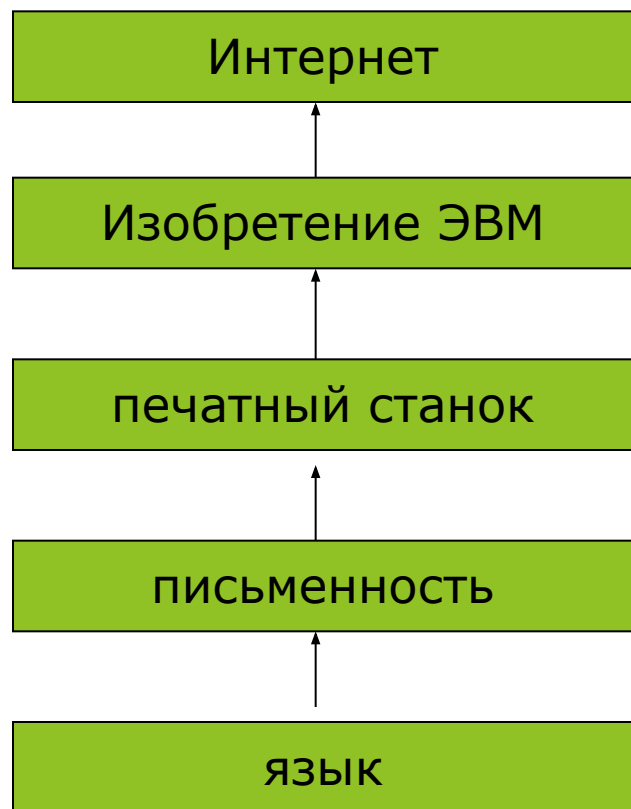 Интернет
Изобретение ЭВМ
печатный станок
письменность
язык